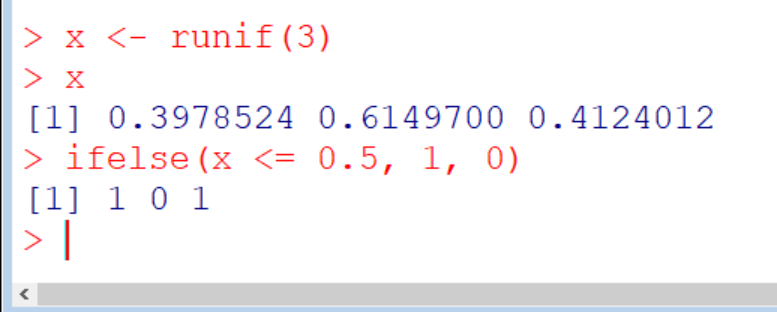 > x <- runif(3)
> x
[1] 0.3978524 0.6149700 0.4124012
> ifelse(x <= 0.5, 1, 0)
[1] 1 0 1
>